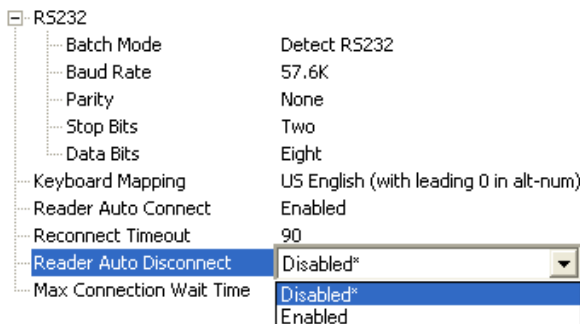 RS232
Batch Mode Detect RS232
Baud Rate 57.6K
Parity None
Stop Bits Two
Data Bits Eight
Keyboard Mapping US English (with leading 0 in alt-num)
Reader Auto Connect Enabled
Reconnect Timeout 90
Reader Auto Disconnect Disabled*
Max Connection Wait Time Disabled*
Enabled